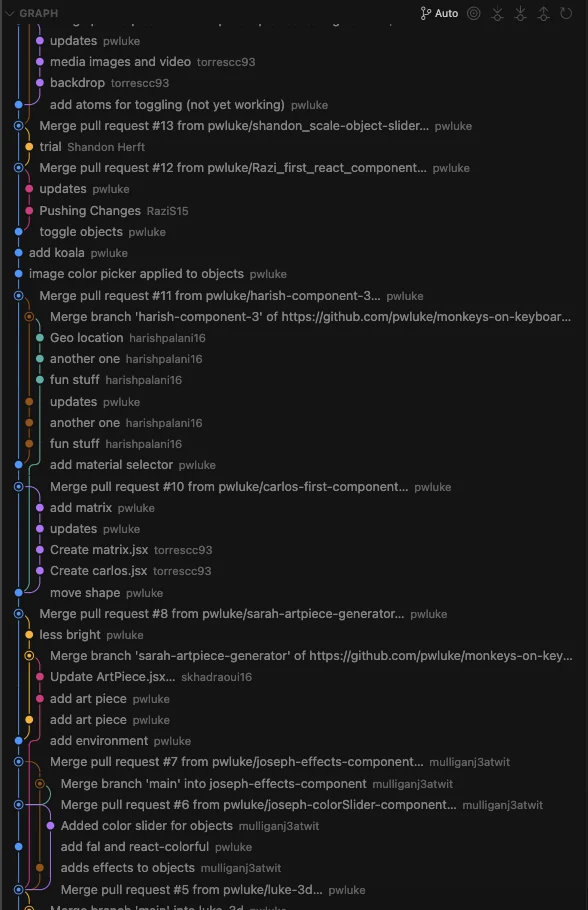 GRAPH
Auto
updates pwluke
media images and video torrescc93
backdrop torrescc93
add atoms for toggling (not yet working) pwluke
Merge pull request #13 from pwluke/shandon_scale-object-slider... pwluke
trial Shandon Herft
Merge pull request #12 from pwluke/Razi_first_react_component... pwluke
updates pwluke
Pushing Changes RaziS15
toggle objects pwluke
add koala pwluke
image color picker applied to objects pwluke
Merge pull request #11 from pwluke/harish-component-3... pwluke
Merge branch 'harish-component-3' of https://github.com/pwluke/monkeys-on-keyboar...
Geo location harishpalani16
another one harishpalani16
fun stuff harishpalani16
updates pwluke
another one harishpalani16
fun stuff harishpalani16
add material selector pwluke
Merge pull request #10 from pwluke/carlos-first-component... pwluke
add matrix pwluke
updates pwluke
Create matrix.jsx torrescc93
Create carlos.jsx torrescc93
move shape pwluke
Merge pull request #8 from pwluke/sarah-artpiece-generator... pwluke
less bright pwluke
Merge branch 'sarah-artpiece-generator' of https://github.com/pwluke/monkeys-on-key...
Update ArtPiece.jsx... skhadraoui16
add art piece pwluke
add art piece pwluke
add environment pwluke
Merge pull request #7 from pwluke/joseph-effects-component... mulliganj3atwit
Merge branch 'main' into joseph-effects-component mulliganj3atwit
Merge pull request #6 from pwluke/joseph-colorSlider-component... mulliganj3atwit
Added color slider for objects mulliganj3atwit
add fal and react-colorful pwluke
adds effects to objects mulliganj3atwit
Merge pull request #5 from pwluke/luke-3d... pwluke
Merge branch 'main' into luke-3d pwluke